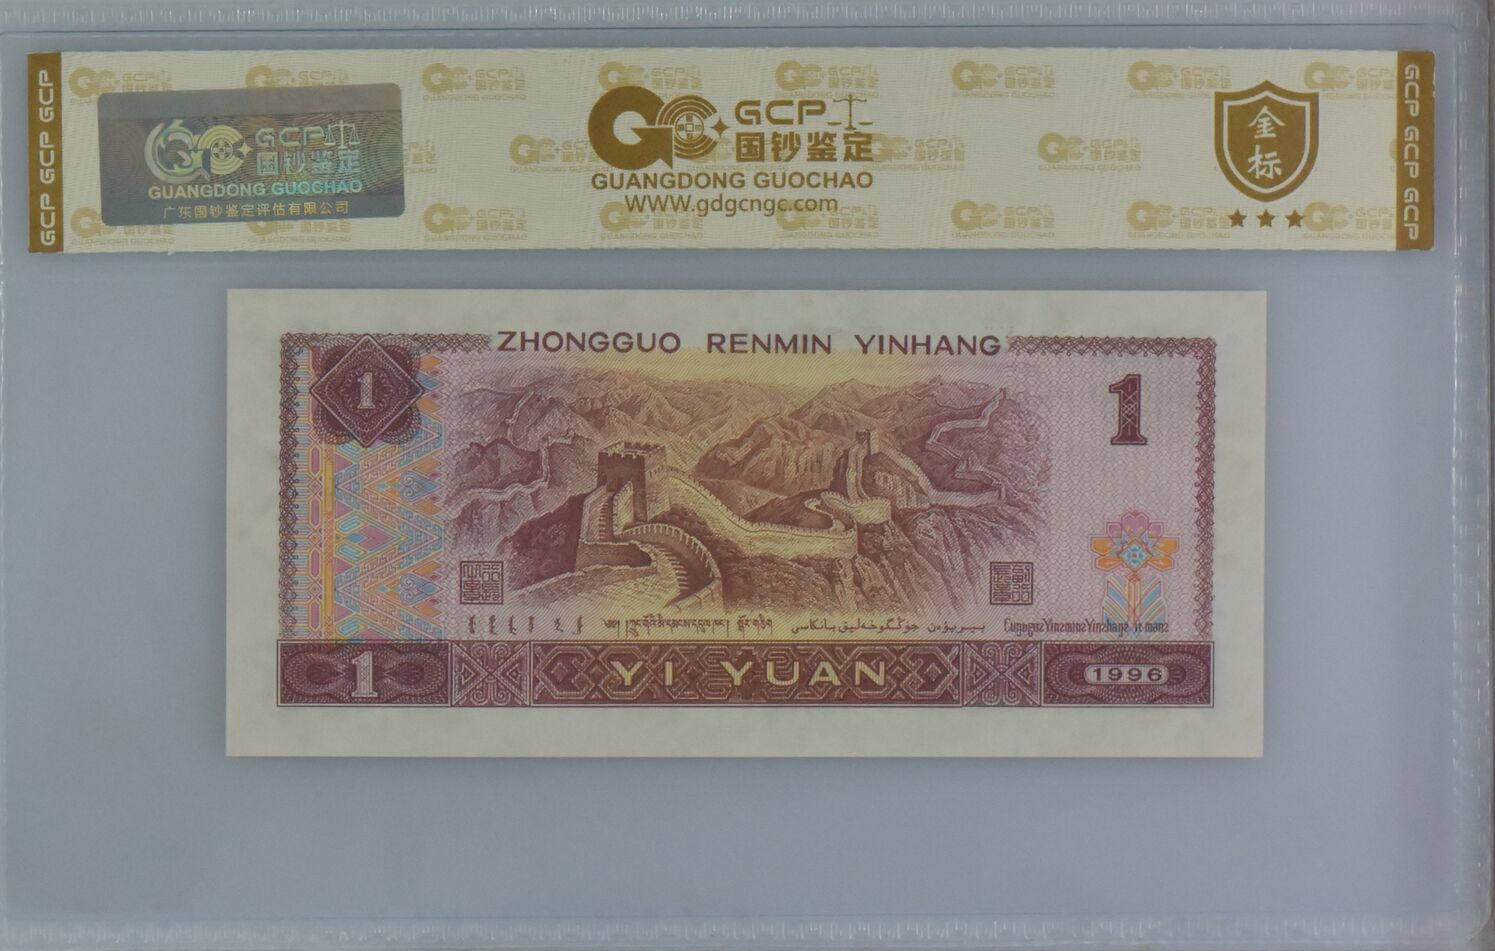 GCP GCP GCP
GCP
国钞鉴定
GUANGDONG GUOCHAO
广东国钞鉴定评估有限公司
GCP
国钞鉴定
GUANGDONG GUOCHAO
WWW.gdgcngc.com
金标
GCP GCP GCP
ZHONGGUO RENMIN YINHANG
1
1
1
YI YUAN
1996